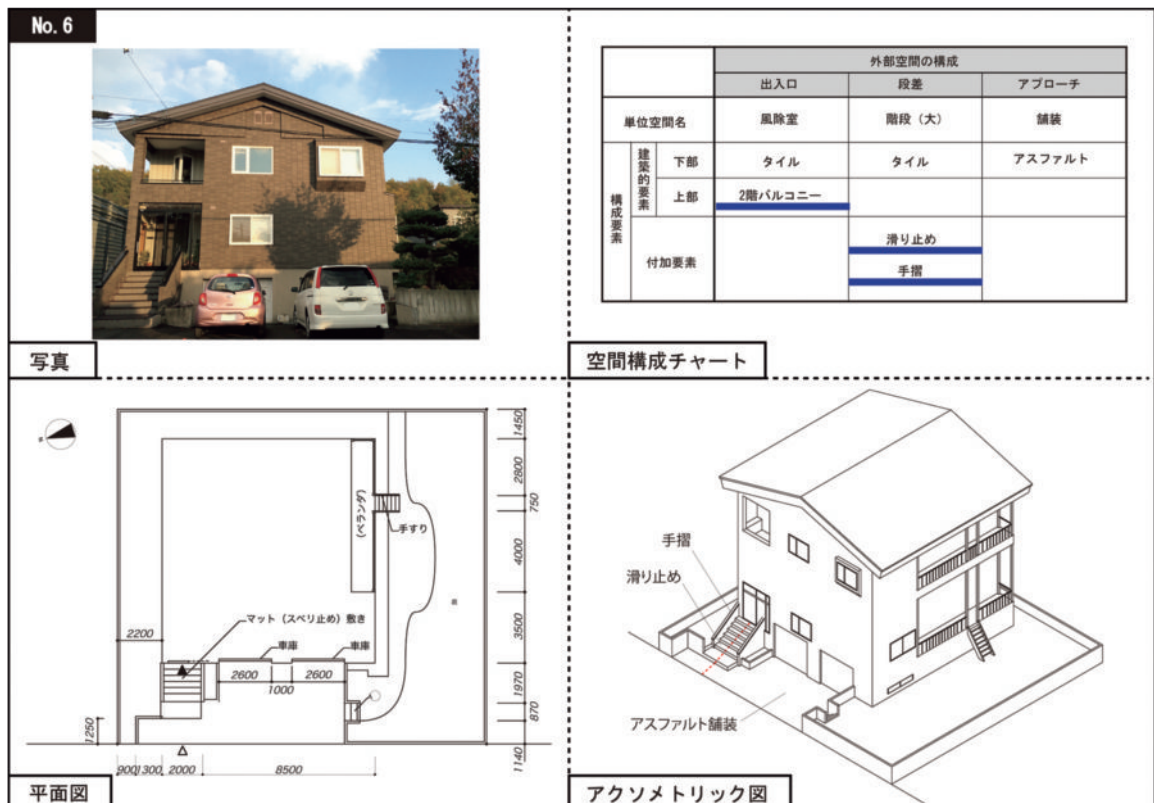 No. 6
写真
外部空間の構成
出入口 段差 アプローチ
単位空間名 風除室 階段（大） 舗装
構成要素
建築的要素
下部 タイル タイル アスファルト
上部 2階バルコニー
付加要素
滑り止め
手摺
空間構成チャート
(ベランダ)
手すり
マット（スベリ止め）敷き
車庫
車庫
2200
2600
1000
2600
1250
900
1300
2000
8500
1450
2800
750
4000
3500
1970
870
1140
平面図
手摺
滑り止め
アスファルト舗装
アクソメトリック図